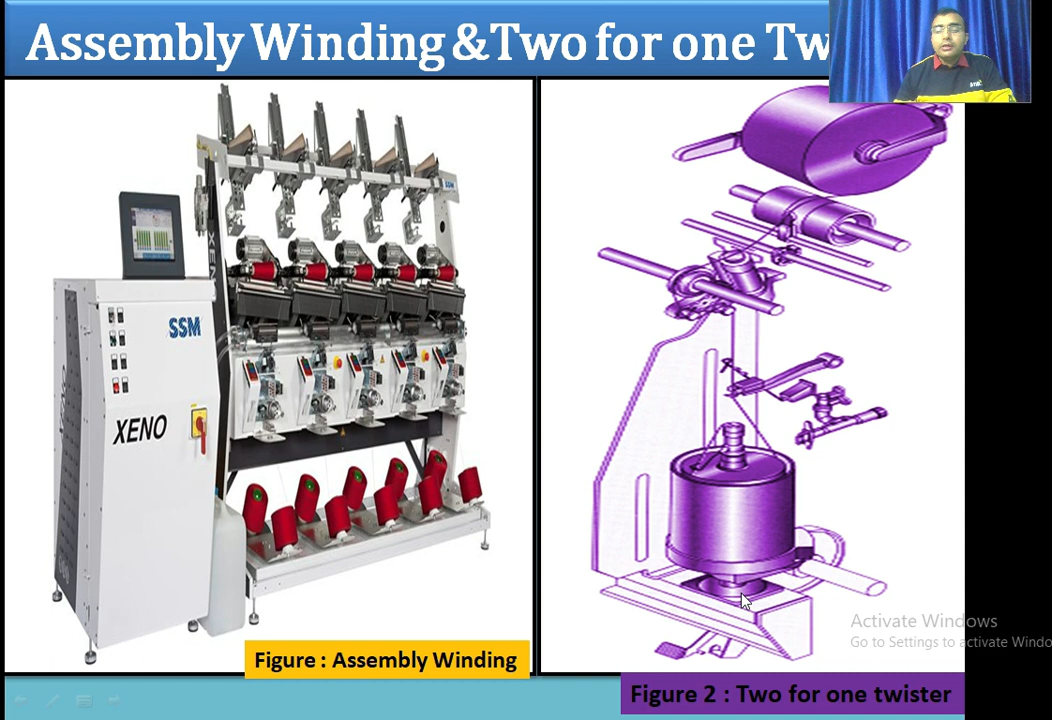 Assembly Winding &Two for one Tw
SSM
SSM
XENO
XENO
Figure : Assembly Winding
Activate Windows
Go to Settings to activate Windo
Figure 2 : Two for one twister